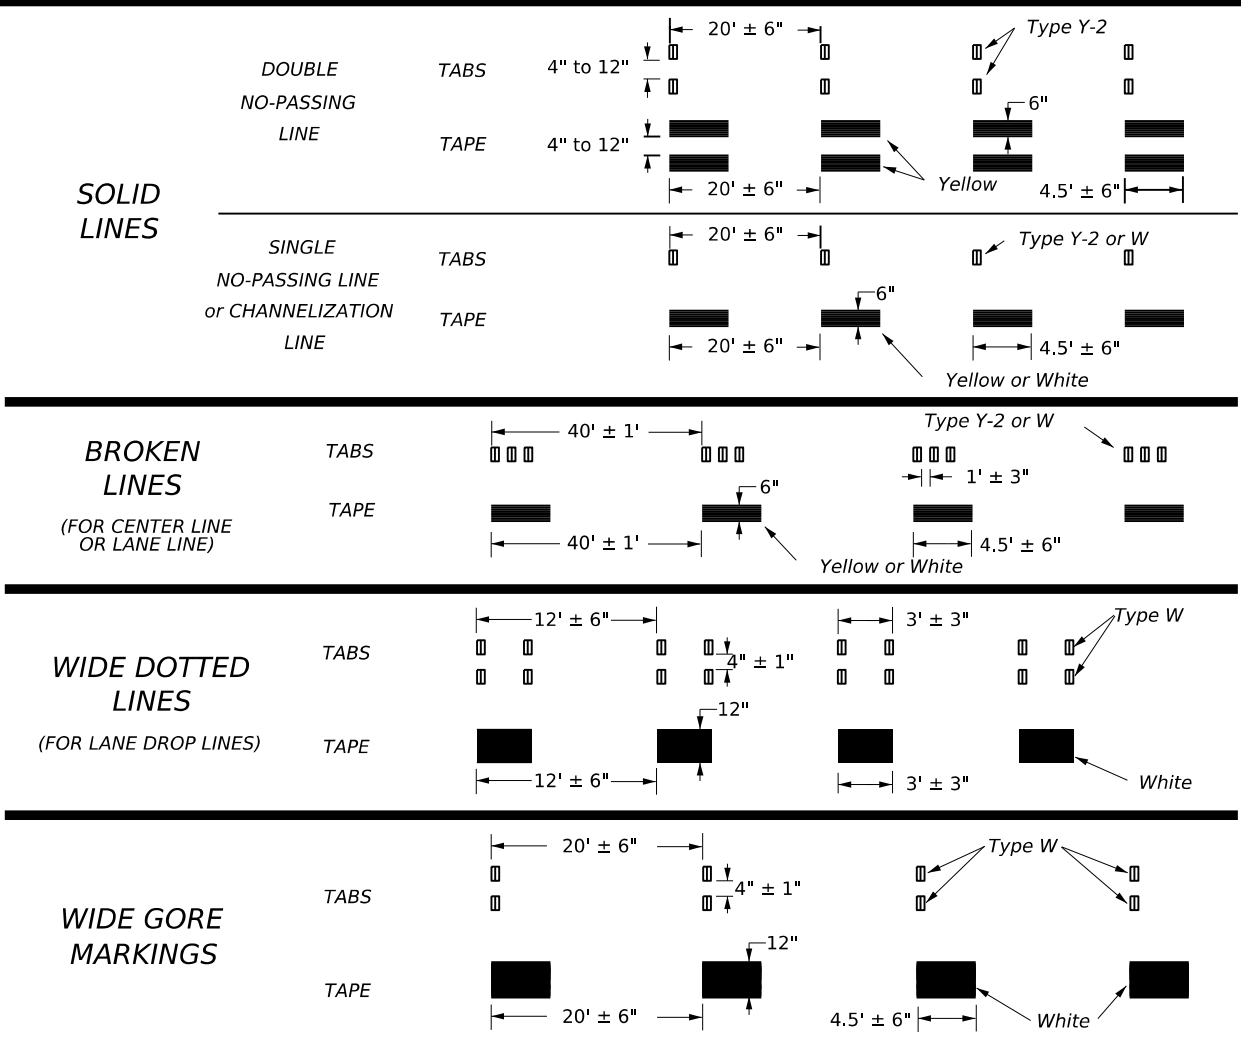 SOLID
LINES
DOUBLE
NO-PASSING
LINE
TABS
20' ± 6"
Type Y-2
4" to 12"
TAPE
4" to 12"
6"
Yellow
20' ± 6"
4.5' ± 6"
SINGLE
NO-PASSING LINE
or CHANNELIZATION
LINE
TABS
20' ± 6"
Type Y-2 or W
TAPE
6"
20' ± 6"
4.5' ± 6"
Yellow or White
BROKEN
LINES
(FOR CENTER LINE
OR LANE LINE)
TABS
40' ± 1'
Type Y-2 or W
1' ± 3"
TAPE
6"
40' ± 1'
4.5' ± 6"
Yellow or White
WIDE DOTTED
LINES
(FOR LANE DROP LINES)
TABS
12' ± 6"
3' ± 3"
Type W
4" ± 1"
TAPE
12"
12' ± 6"
3' ± 3"
White
WIDE GORE
MARKINGS
TABS
20' ± 6"
Type W
4" ± 1"
TAPE
12"
20' ± 6"
4.5' ± 6"
White